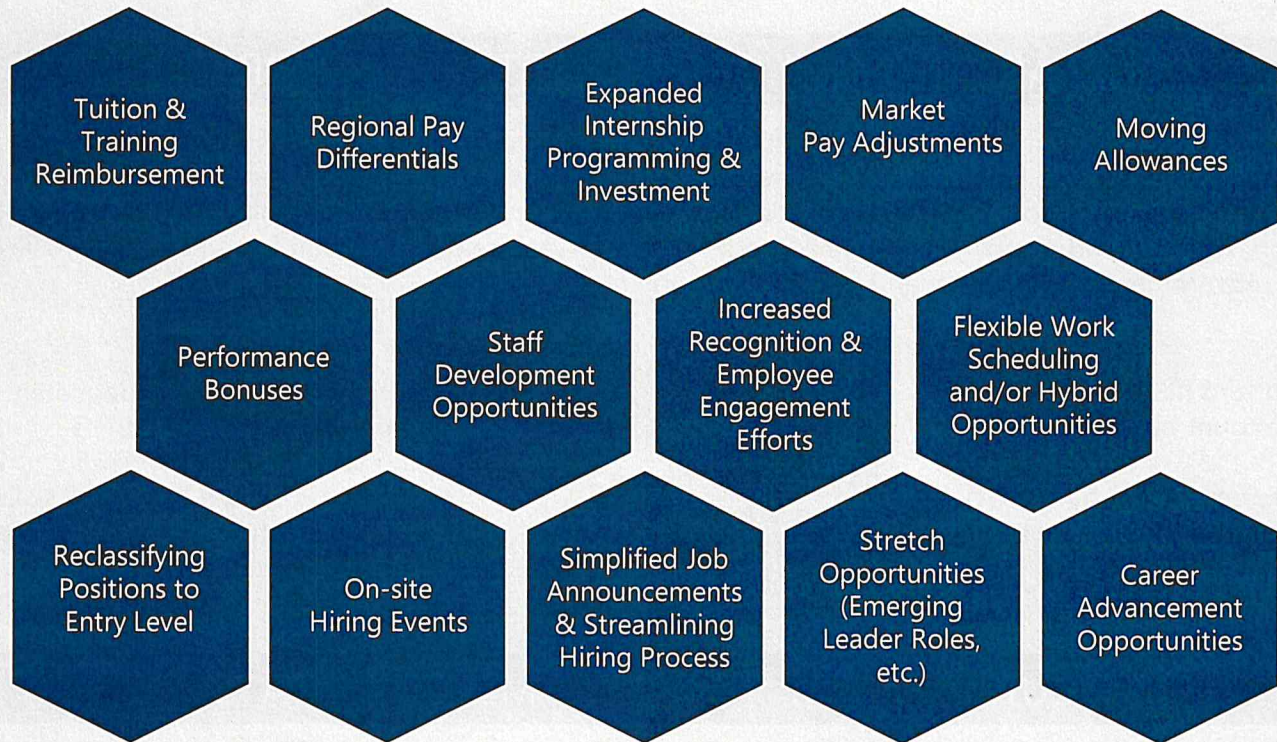 Tuition &
Training
Reimbursement
Regional Pay
Differentials
Expanded
Internship
Programming &
Investment
Market
Pay Adjustments
Moving
Allowances
Performance
Bonuses
Staff
Development
Opportunities
Increased
Recognition &
Employee
Engagement
Efforts
Flexible Work
Scheduling
and/or Hybrid
Opportunities
Reclassifying
Positions to
Entry Level
On-site
Hiring Events
Simplified Job
Announcements
& Streamlining
Hiring Process
Stretch
Opportunities
(Emerging
Leader Roles,
etc.)
Career
Advancement
Opportunities